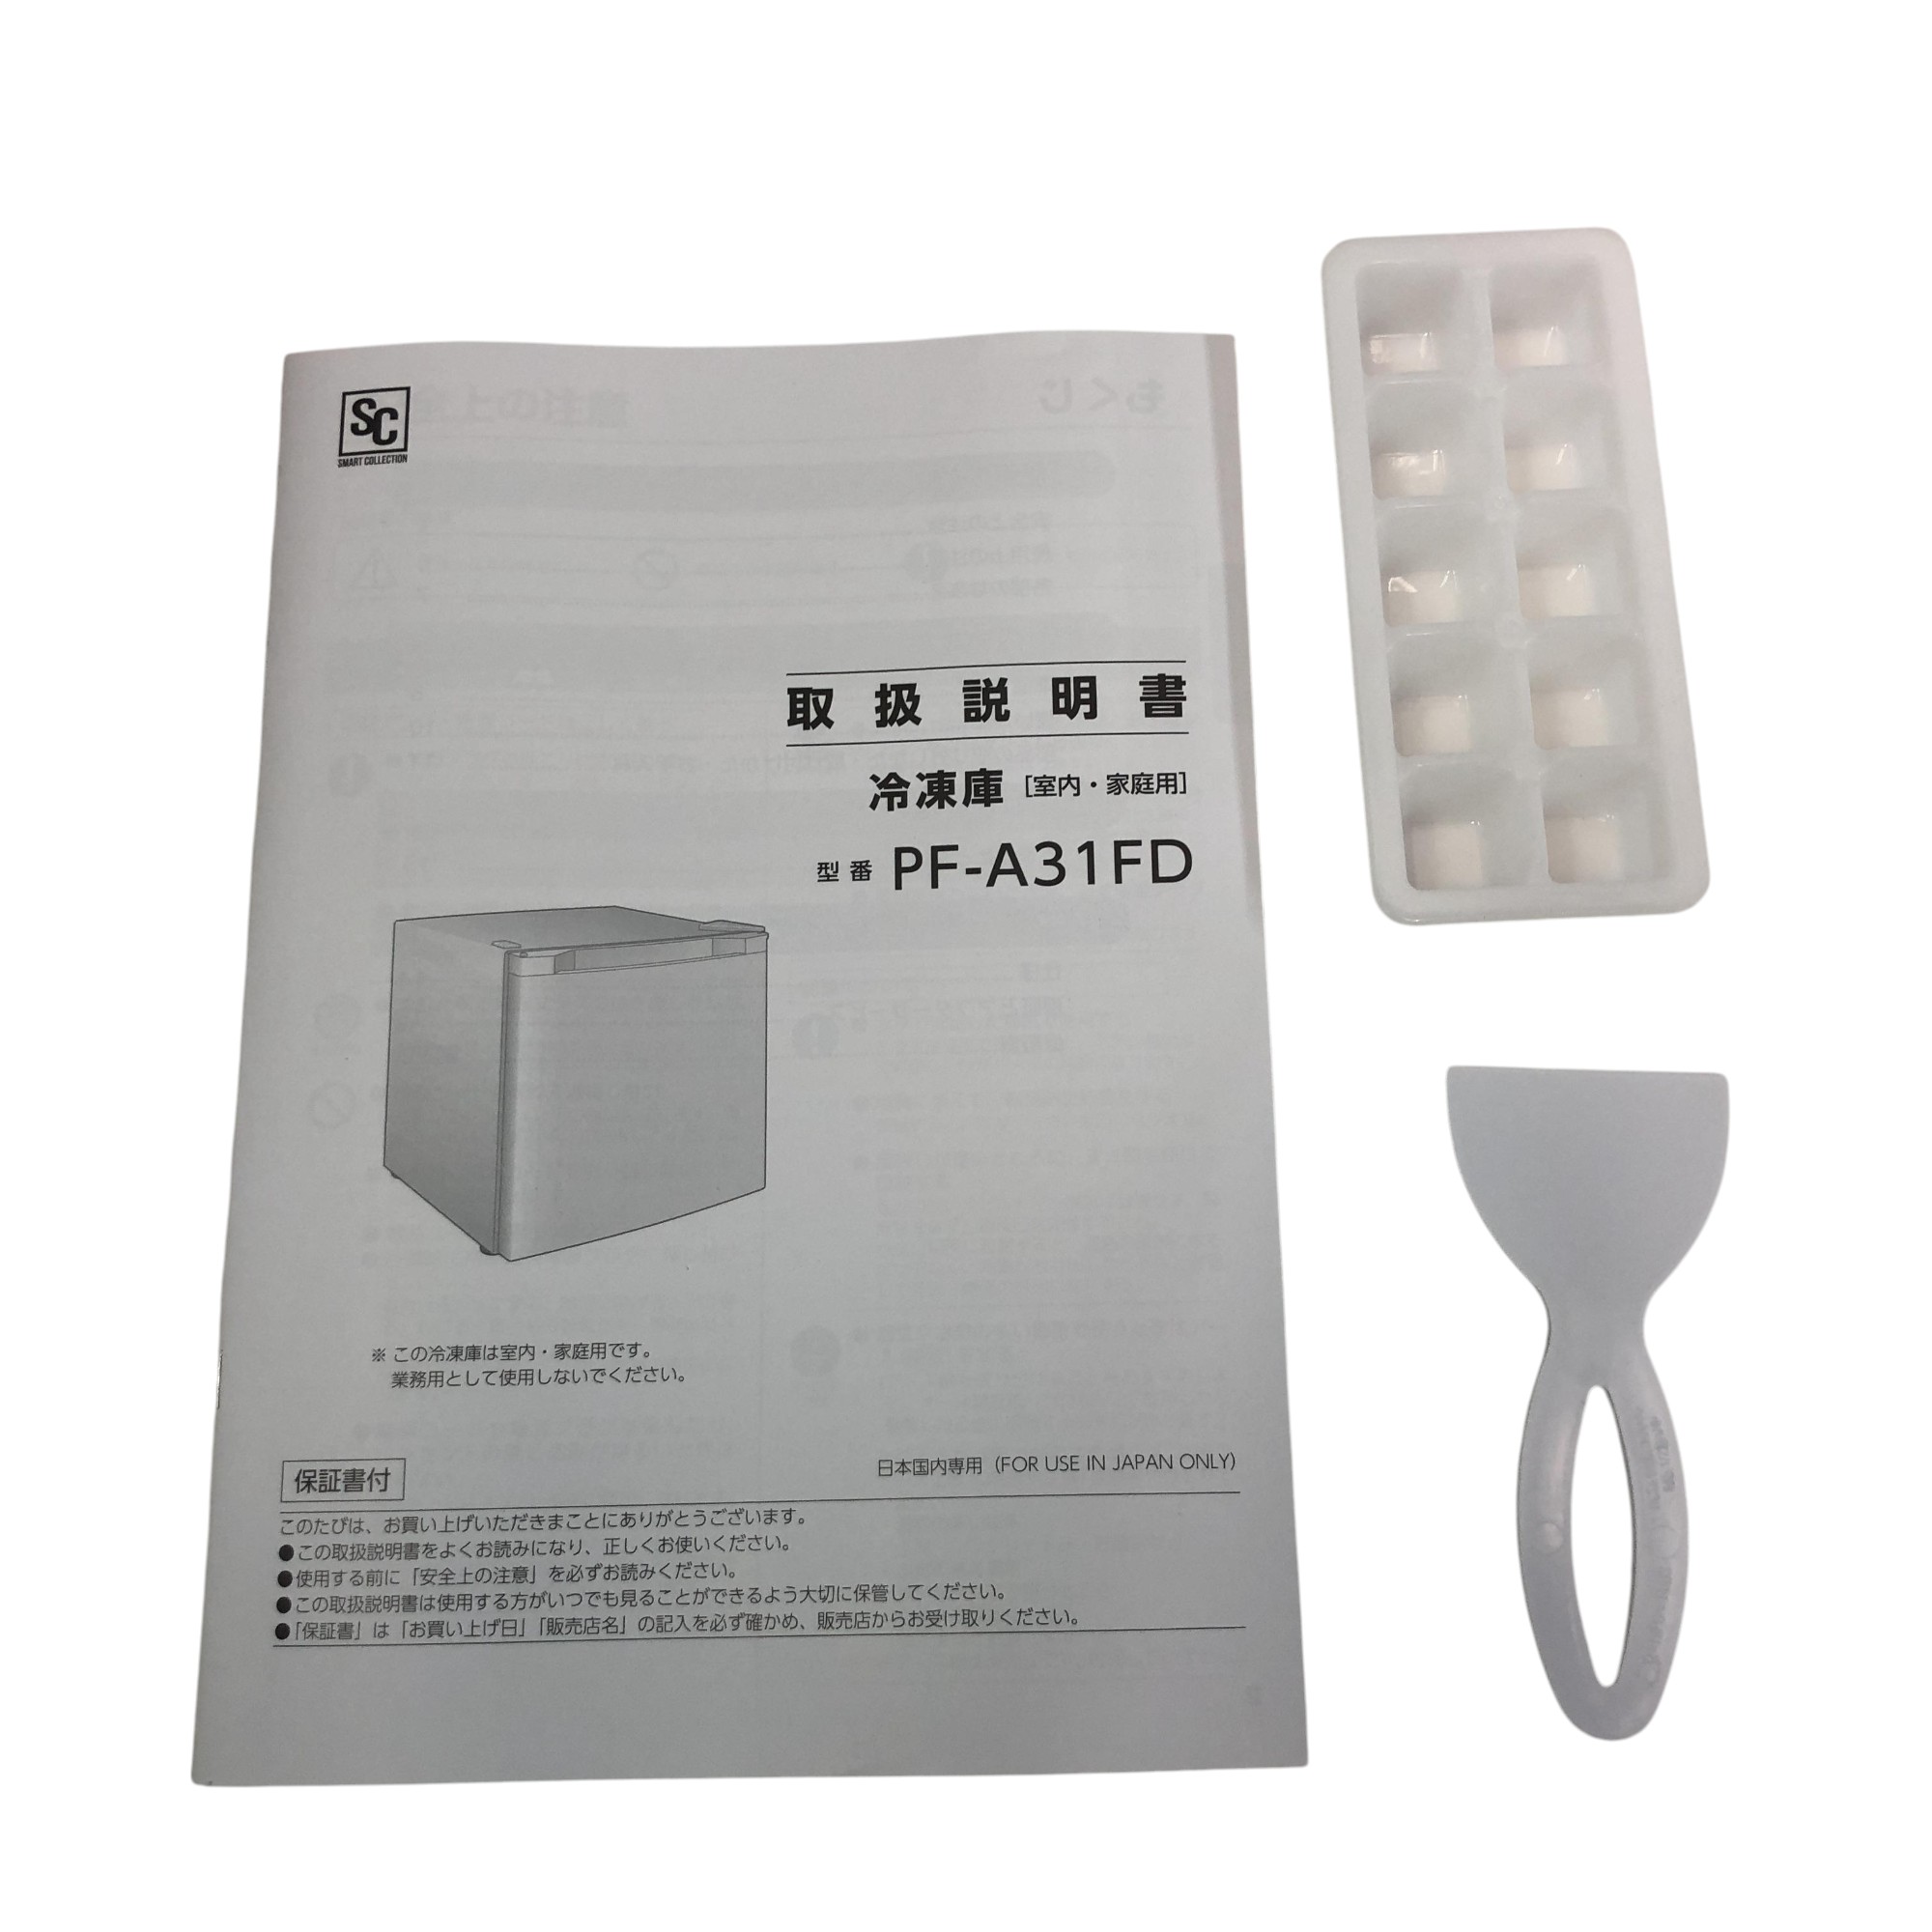 SC
SMART COLLECTION
取扱説明書
冷凍庫 [室内・家庭用]
型番 PF-A31FD
※ この冷凍庫は室内・家庭用です。
業務用として使用しないでください。
保証書付
日本国内専用 (FOR USE IN JAPAN ONLY)
このたびは、お買い上げいただきまことにありがとうございます。
●この取扱説明書をよくお読みになり、正しくお使いください。
●使用する前に「安全上の注意」を必ずお読みください。
●この取扱説明書は使用する方がいつでも見ることができるよう大切に保管してください。
●「保証書」は「お買い上げ日」「販売店名」の記入を必ず確かめ、販売店からお受け取りください。